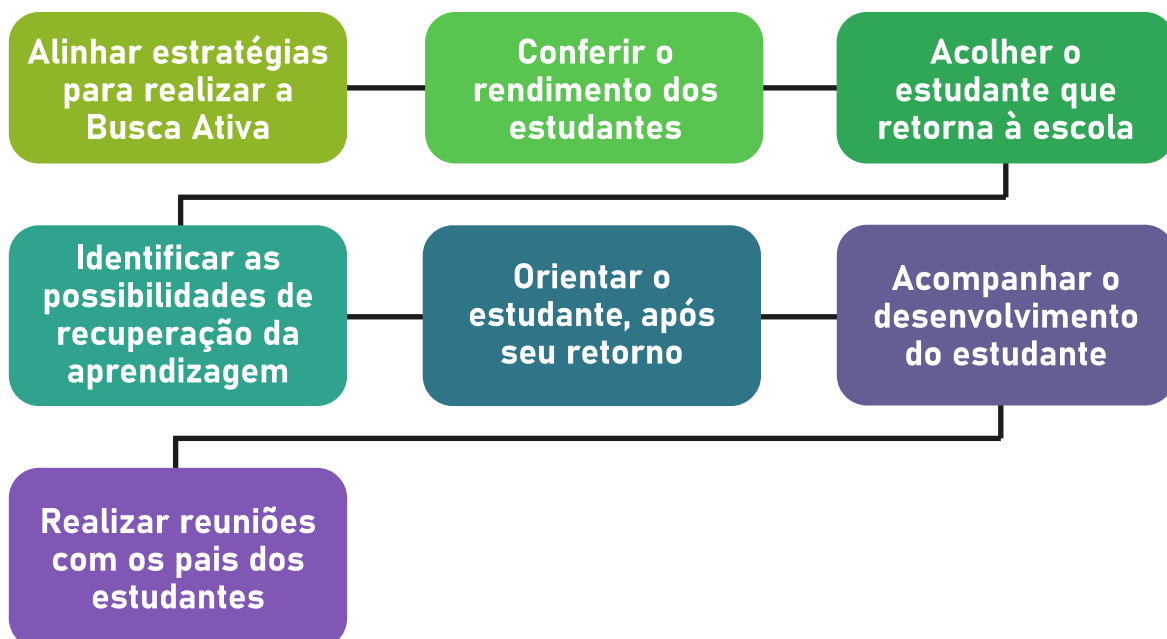 Alinhar estratégias
para realizar a
Busca Ativa
Conferir o
rendimento dos
estudantes
Acolher o
estudante que
retorna à escola
Identificar as
possibilidades de
recuperação da
aprendizagem
Orientar o
estudante, após
seu retorno
Acompanhar o
desenvolvimento
do estudante
Realizar reuniões
com os pais dos
estudantes